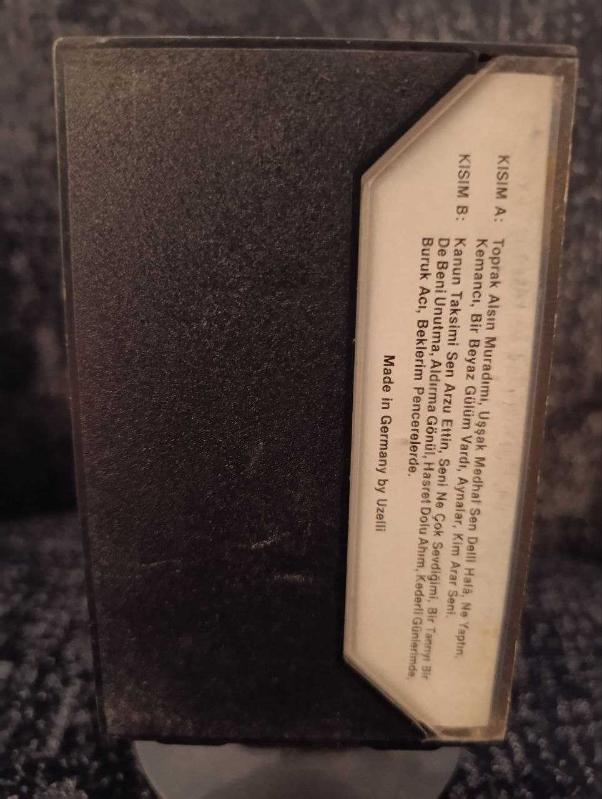 KISIM A: Toprak Alsın Muradımı, Uşşak Medhal Sen Delil Halâ, Ne Yaptın,
Kemancı, Bir Beyaz Gülüm Vardı, Aynalar, Kim Arar Seni.
KISIM B: Kanun Taksimi Sen Arzu Ettin, Seni Ne Çok Sevdiğimi, Bir Tanrıyı Bir
De Beni Unutma, Aldırma Gönül, Hasret Dolu Ahım, Kederli Günlerimde,
Buruk Acı, Beklerim Pencerelerde.
Made in Germany by Uzelli